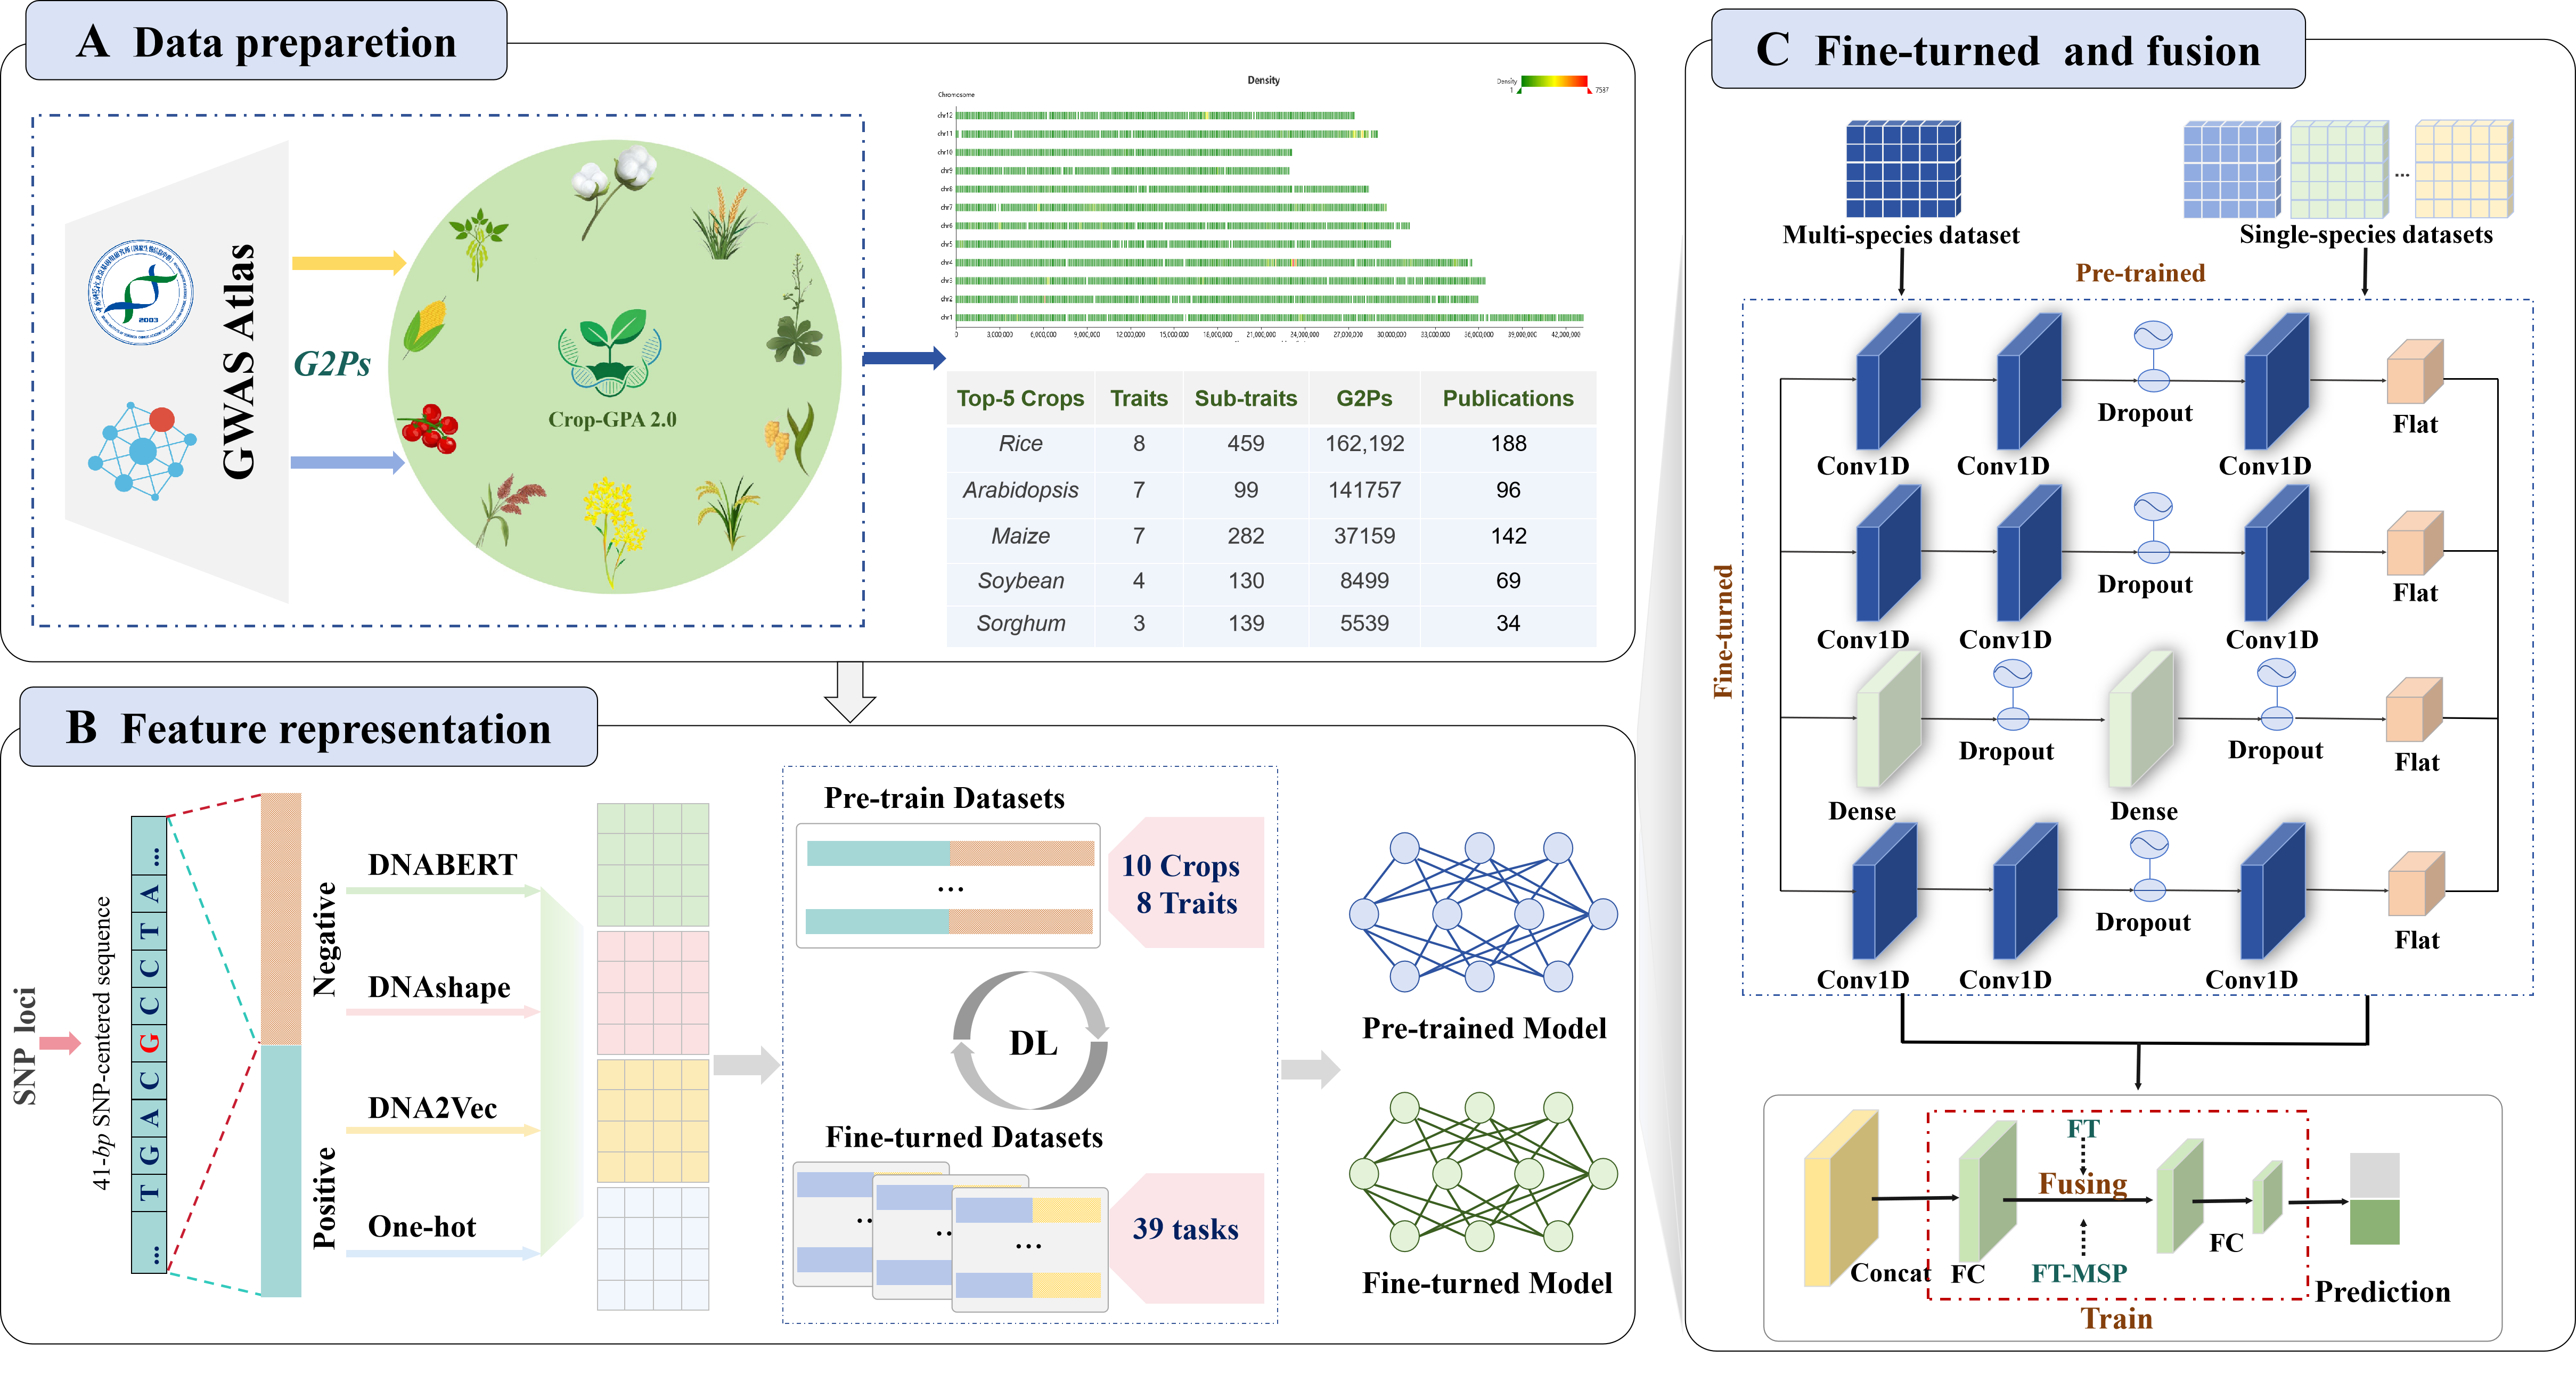 A Data preparetion
GWAS Atlas
2003
G2Ps
Crop-GPA 2.0
Density
Density
1
7587
Chromosome
chr12
chr11
chr10
chr9
chr8
chr7
chr6
chr5
chr4
chr3
chr2
chr1
0 3,000,000 6,000,000 9,000,000 12,000,000 15,000,000 18,000,000 21,000,000 24,000,000 27,000,000 30,000,000 33,000,000 36,000,000 39,000,000 42,000,000
Top-5 Crops Traits Sub-traits G2Ps Publications
Rice 8 459 162,192 188
Arabidopsis 7 99 141757 96
Maize 7 282 37159 142
Soybean 4 130 8499 69
Sorghum 3 139 5539 34
B Feature representation
SNP loci
41-bp SNP-centered sequence
... T G A C G C C T A ...
Negative
Positive
DNABERT
DNAshape
DNA2Vec
One-hot
Pre-train Datasets
...
10 Crops
8 Traits
DL
Fine-turned Datasets
..
..
...
39 tasks
Pre-trained Model
Fine-turned Model
C Fine-turned and fusion
...
Multi-species dataset
Single-species datasets
Pre-trained
Fine-turned
Dropout
Flat
Conv1D Conv1D Conv1D
Dropout
Flat
Conv1D Conv1D Conv1D
Dropout Dropout
Flat
Dense Dense
Dropout
Flat
Conv1D Conv1D Conv1D
FT
Fusing
FC
Concat FC FT-MSP
Prediction
Train